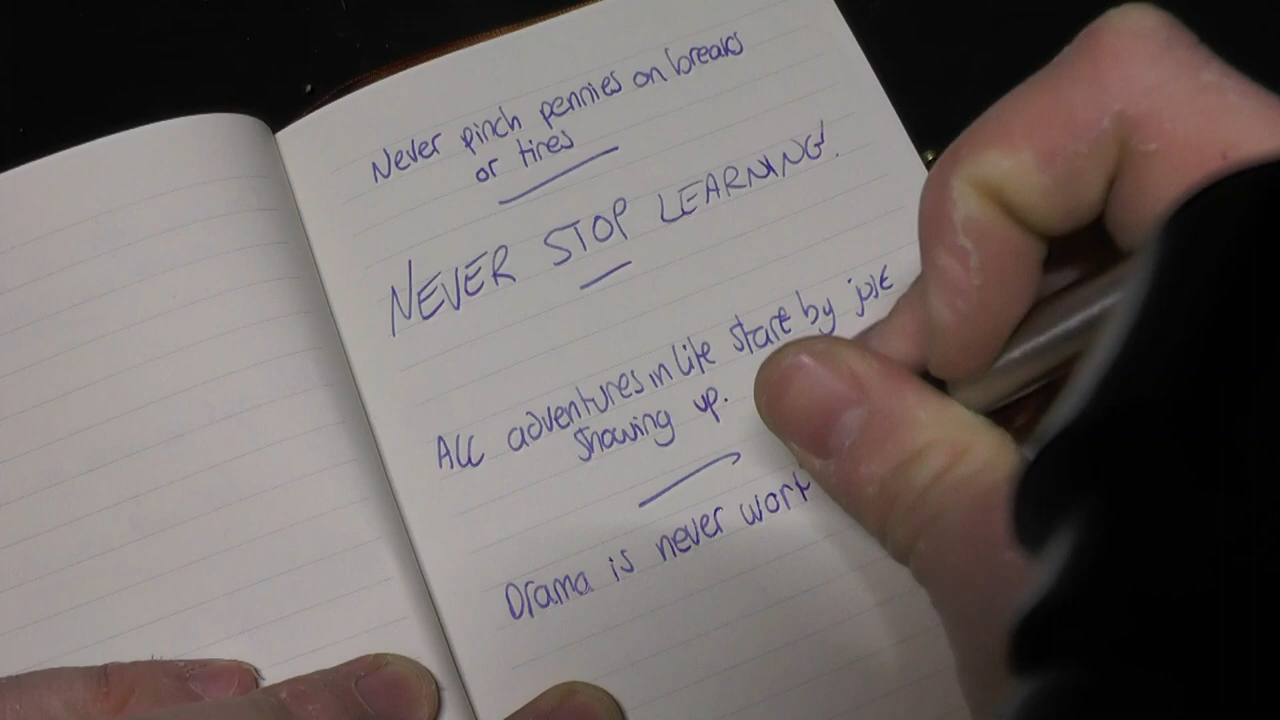 Never pinch pennies on breaks
or tires
NEVER STOP LEARNING!
ALL adventures in life start by just
showing up.
Drama is never wort